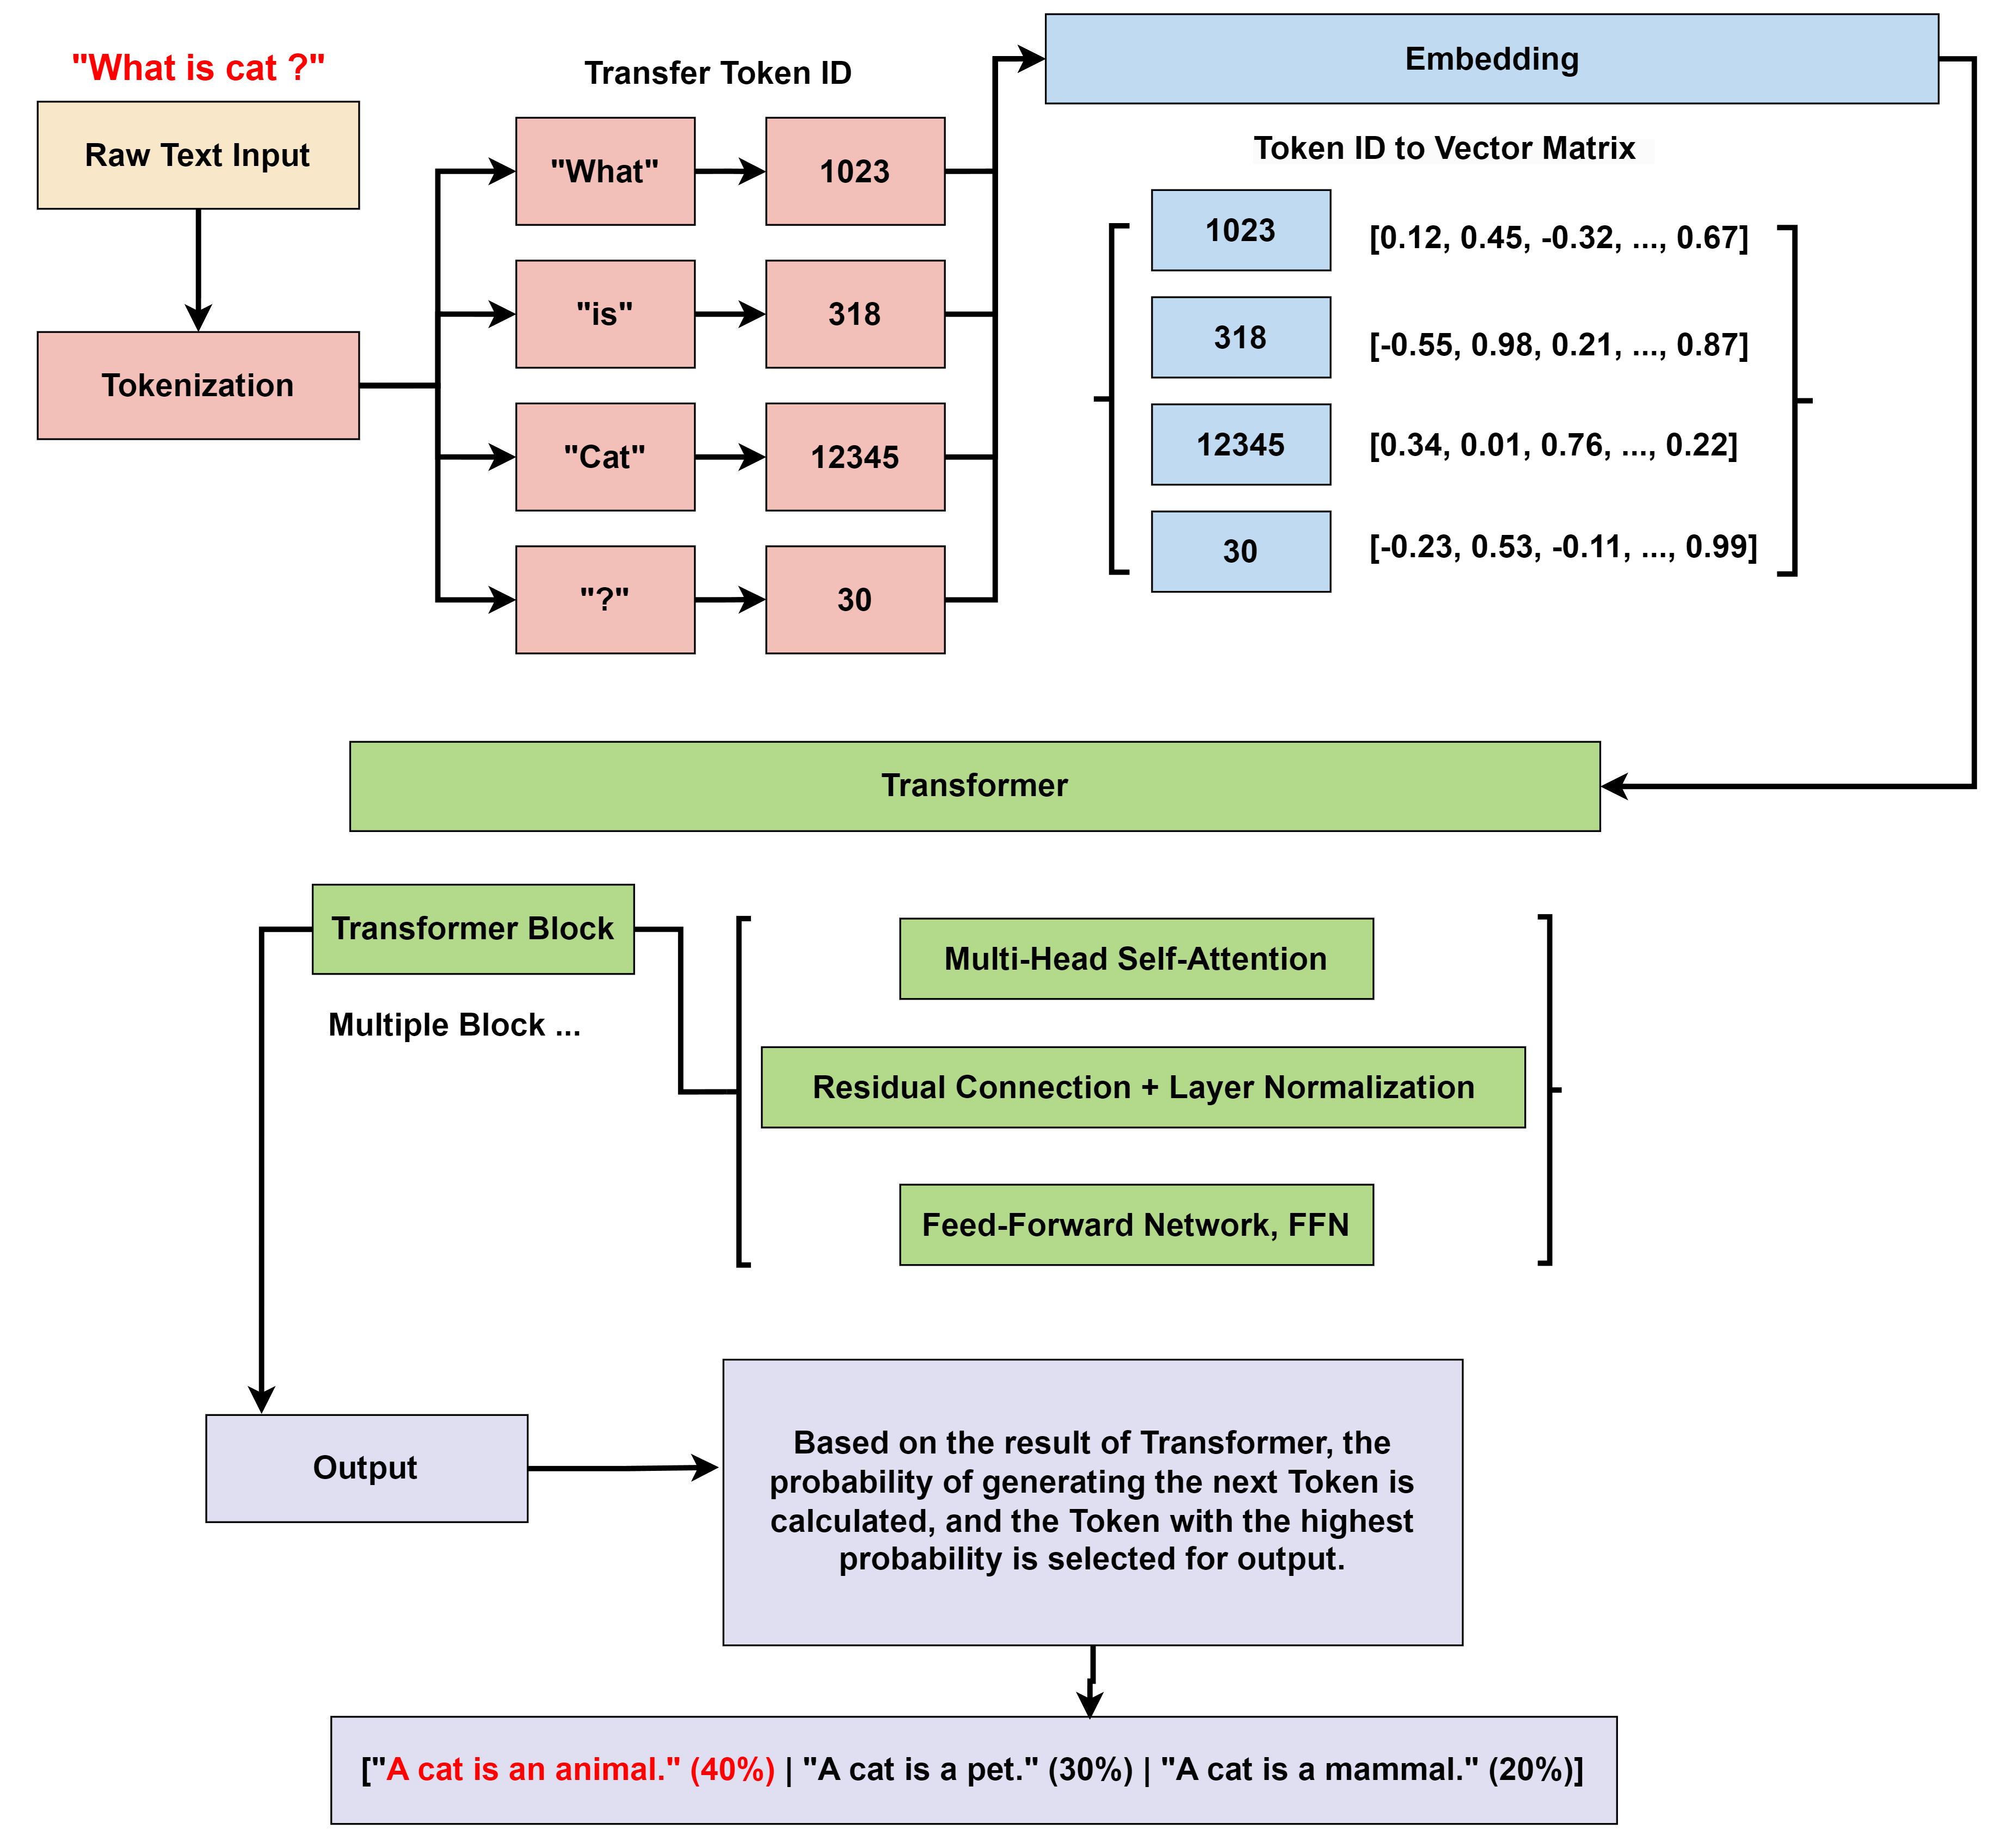 "What is cat ?"
Raw Text Input
Tokenization
Transfer Token ID
"What"
1023
"is"
318
"Cat"
12345
"?"
30
Embedding
Token ID to Vector Matrix
1023
[0.12, 0.45, -0.32, ..., 0.67]
318
[-0.55, 0.98, 0.21, ..., 0.87]
12345
[0.34, 0.01, 0.76, ..., 0.22]
30
[-0.23, 0.53, -0.11, ..., 0.99]
Transformer
Transformer Block
Multiple Block ...
Multi-Head Self-Attention
Residual Connection + Layer Normalization
Feed-Forward Network, FFN
Output
Based on the result of Transformer, the
probability of generating the next Token is
calculated, and the Token with the highest
probability is selected for output.
["A cat is an animal." (40%) | "A cat is a pet." (30%) | "A cat is a mammal." (20%)]